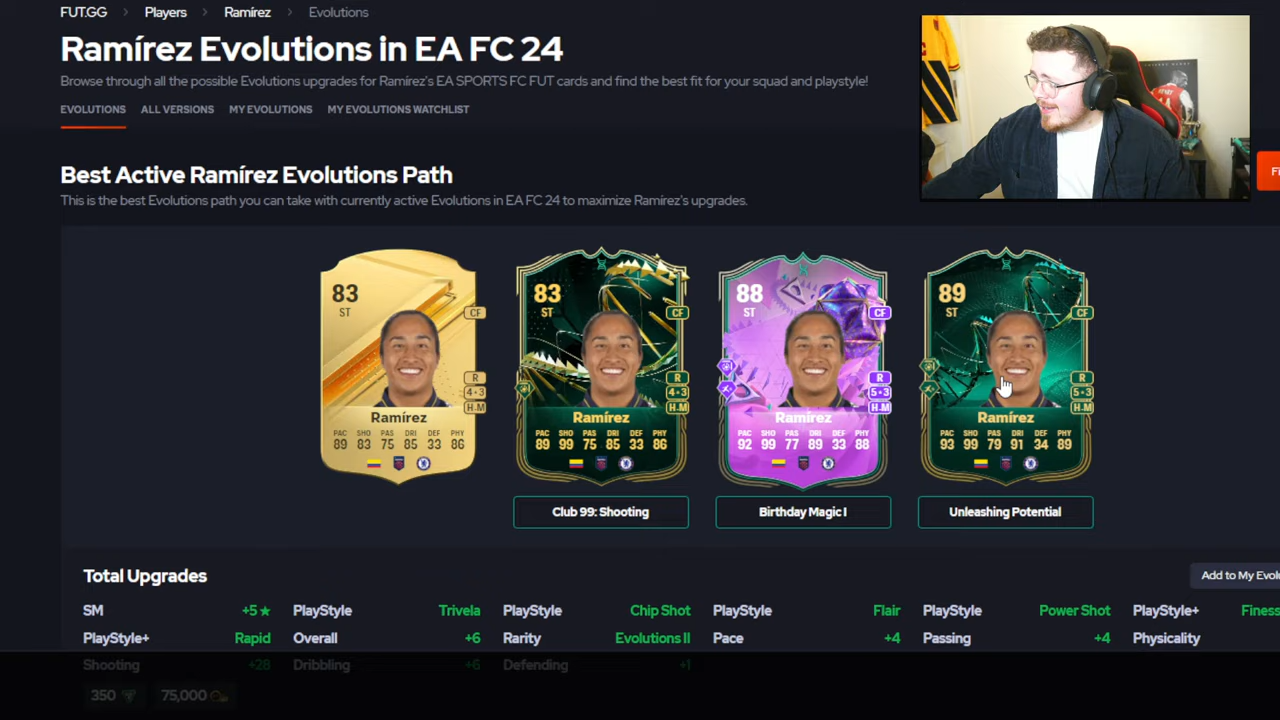 FUT.GG > Players > Ramírez > Evolutions
Ramírez Evolutions in EA FC 24
Browse through all the possible Evolutions upgrades for Ramírez's EA SPORTS FC FUT cards and find the best fit for your squad and playstyle!
EVOLUTIONS ALL VERSIONS MY EVOLUTIONS MY EVOLUTIONS WATCHLIST
Best Active Ramírez Evolutions Path
This is the best Evolutions path you can take with currently active Evolutions in EA FC 24 to maximize Ramírez's upgrades.
83 83 88 89
ST CF ST CF ST CF ST CF
R R R R
4★3 4★3 5★3 5★3
H-M H-M H-M H-M
Ramírez Ramírez Ramírez Ramírez
PAC SHO PAS DRI DEF PHY PAC SHO PAS DRI DEF PHY PAC SHO PAS DRI DEF PHY PAC SHO PAS DRI DEF PHY
89 83 75 85 33 86 89 99 75 85 33 86 92 99 77 89 33 88 93 99 79 91 34 89
Club 99: Shooting Birthday Magic I Unleashing Potential
Total Upgrades Add to My Evolu
SM +5★ PlayStyle Trivela PlayStyle Chip Shot PlayStyle Flair PlayStyle Power Shot PlayStyle+ Finess
PlayStyle+ Rapid Overall +6 Rarity Evolutions II Pace +4 Passing +4 Physicality
Shooting +28 Dribbling +6 Defending +1
350 75,000